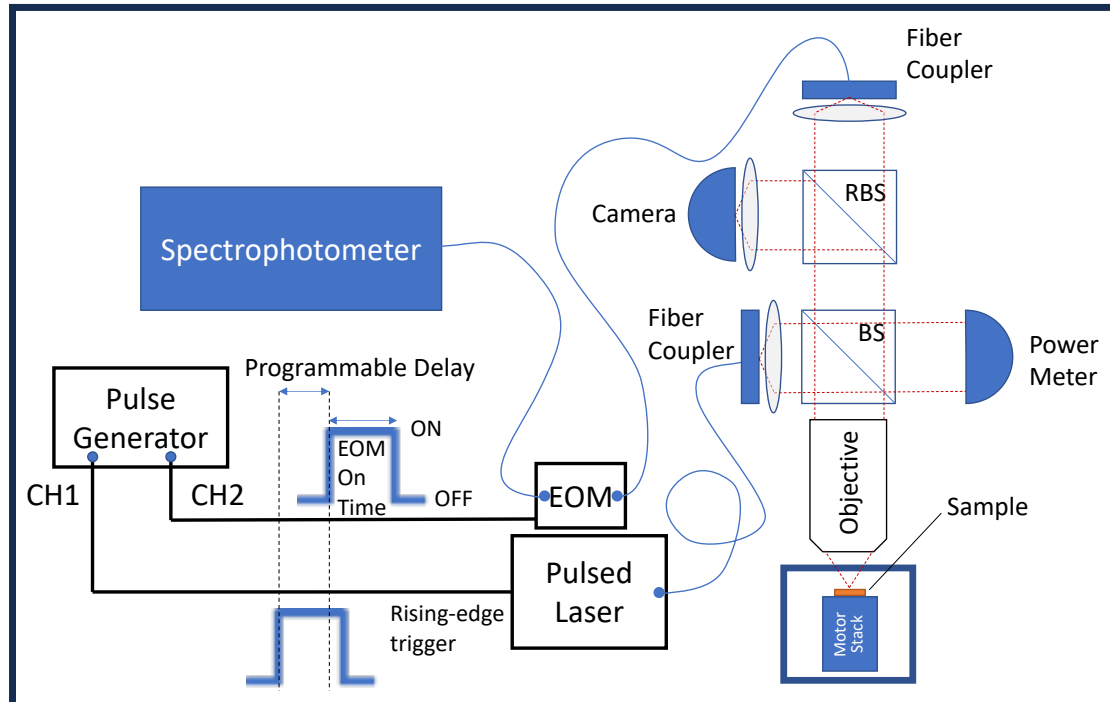 Fiber
Coupler
RBS
Camera
Spectrophotometer
Fiber
Coupler
BS
Power
Meter
Programmable Delay
Pulse
Generator
ON
EOM
On
Time
OFF
CH1
CH2
EOM
Objective
Sample
Pulsed
Laser
Rising-edge
trigger
Motor
Stack